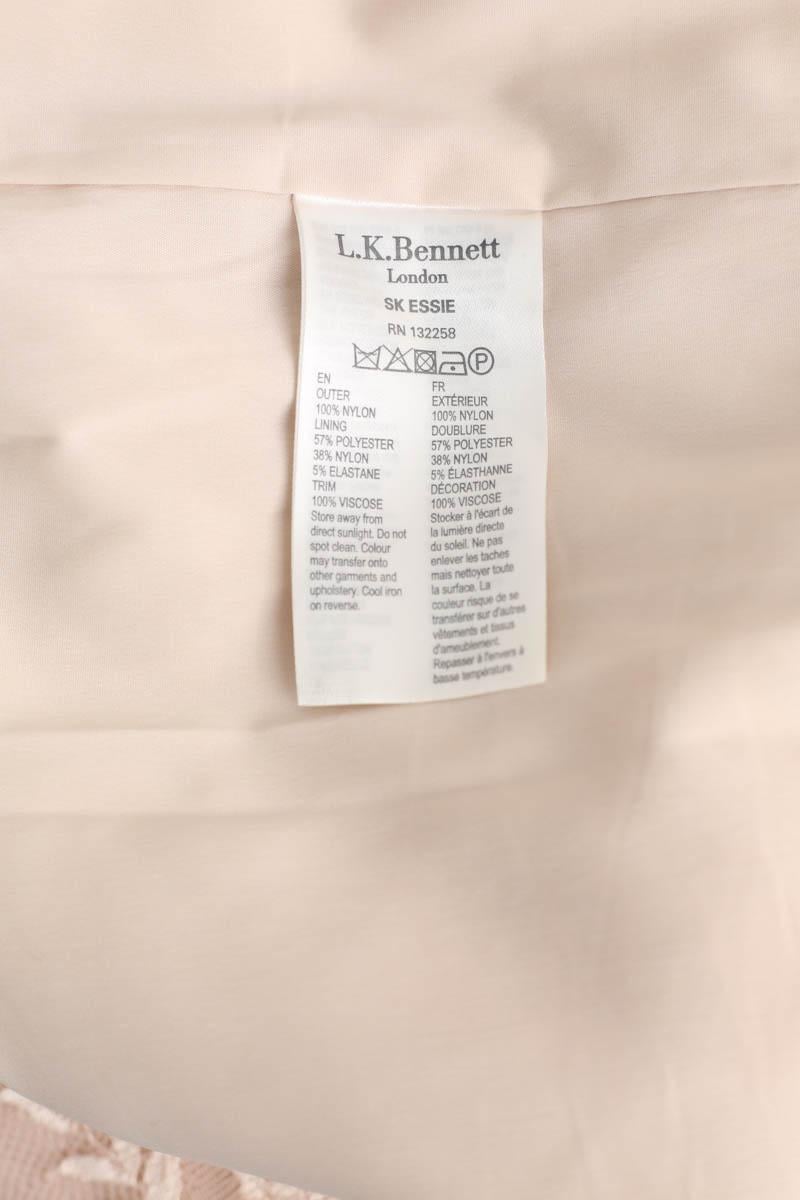 L.K.Bennett
London
SK ESSIE
RN 132258
P
EN
OUTER
100% NYLON
LINING
57% POLYESTER
38% NYLON
5% ELASTANE
TRIM
100% VISCOSE
Store away from
direct sunlight. Do not
spot clean. Colour
may transfer onto
other garments and
upholstery. Cool iron
on reverse.
FR
EXTÉRIEUR
100% NYLON
DOUBLURE
57% POLYESTER
38% NYLON
5% ÉLASTHANNE
DÉCORATION
100% VISCOSE
Stocker à l'écart de
la lumière directe
du soleil. Ne pas
enlever les taches
mais nettoyer toute
la surface. La
couleur risque de se
transférer sur d'autres
vêtements et tissus
d'ameublement.
Repasser à l'envers à
basse température.